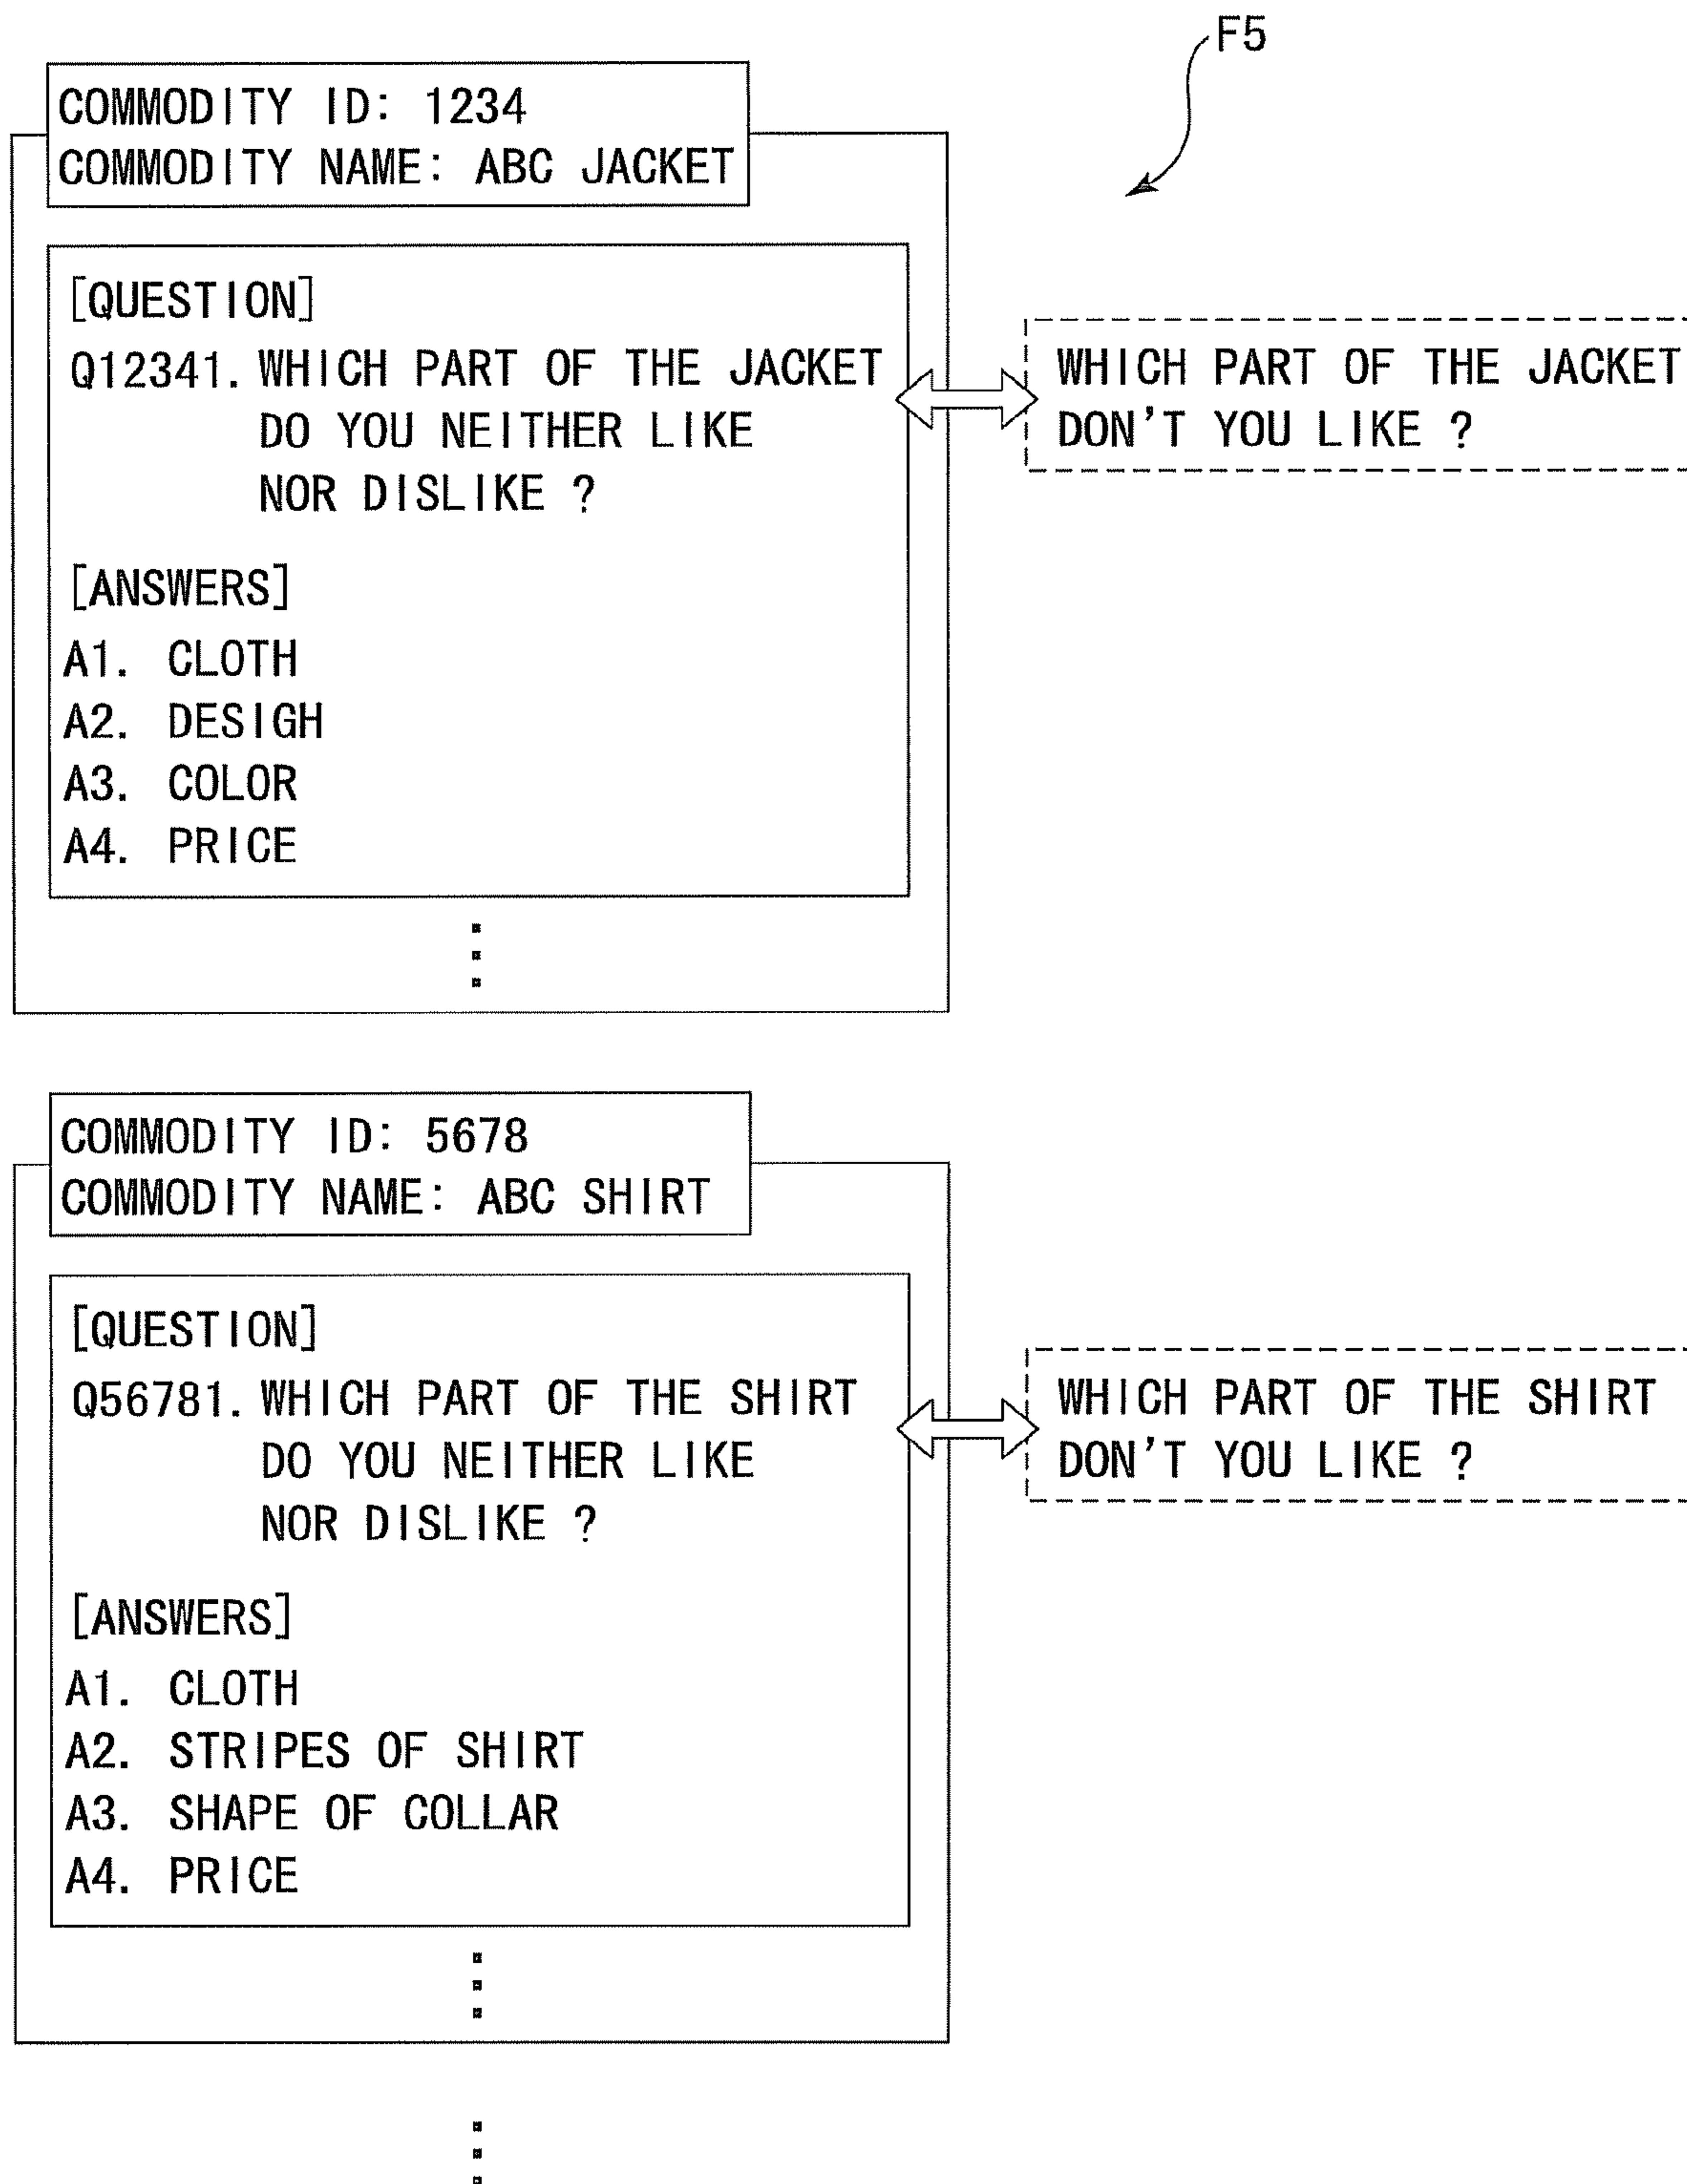 F5
COMMODITY ID: 1234
COMMODITY NAME: ABC JACKET
[QUESTION]
Q12341. WHICH PART OF THE JACKET
DO YOU NEITHER LIKE
NOR DISLIKE ?
WHICH PART OF THE JACKET
DON'T YOU LIKE ?
[ANSWERS]
A1. CLOTH
A2. DESIGH
A3. COLOR
A4. PRICE
COMMODITY ID: 5678
COMMODITY NAME: ABC SHIRT
[QUESTION]
Q56781. WHICH PART OF THE SHIRT
DO YOU NEITHER LIKE
NOR DISLIKE ?
WHICH PART OF THE SHIRT
DON'T YOU LIKE ?
[ANSWERS]
A1. CLOTH
A2. STRIPES OF SHIRT
A3. SHAPE OF COLLAR
A4. PRICE